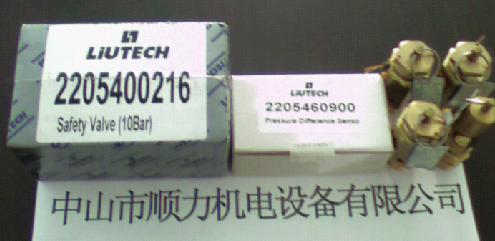 LIUTECH
2205400216
Safety Valve (10Bar)
LIUTECH
2205460900
Pressure Difference Senso
中山市顺力机电设备有限公司